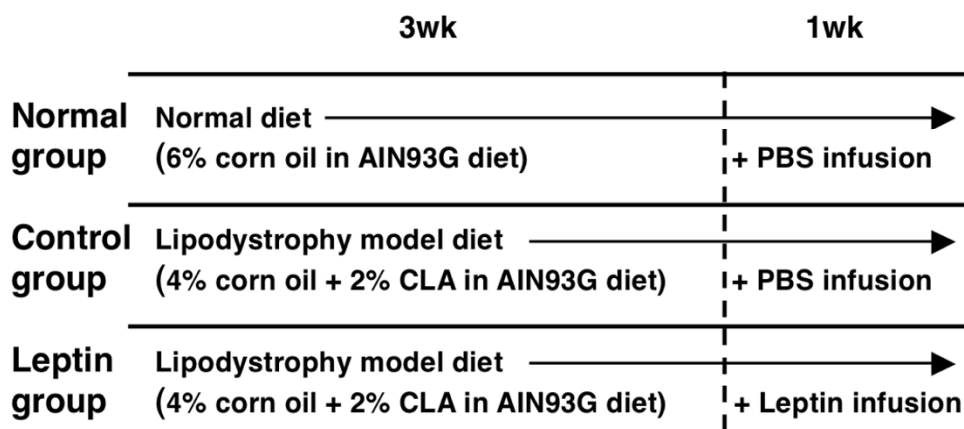 3wk 1wk
Normal group
Normal diet
(6% corn oil in AIN93G diet)
+ PBS infusion
Control group
Lipodystrophy model diet
(4% corn oil + 2% CLA in AIN93G diet)
+ PBS infusion
Leptin group
Lipodystrophy model diet
(4% corn oil + 2% CLA in AIN93G diet)
+ Leptin infusion